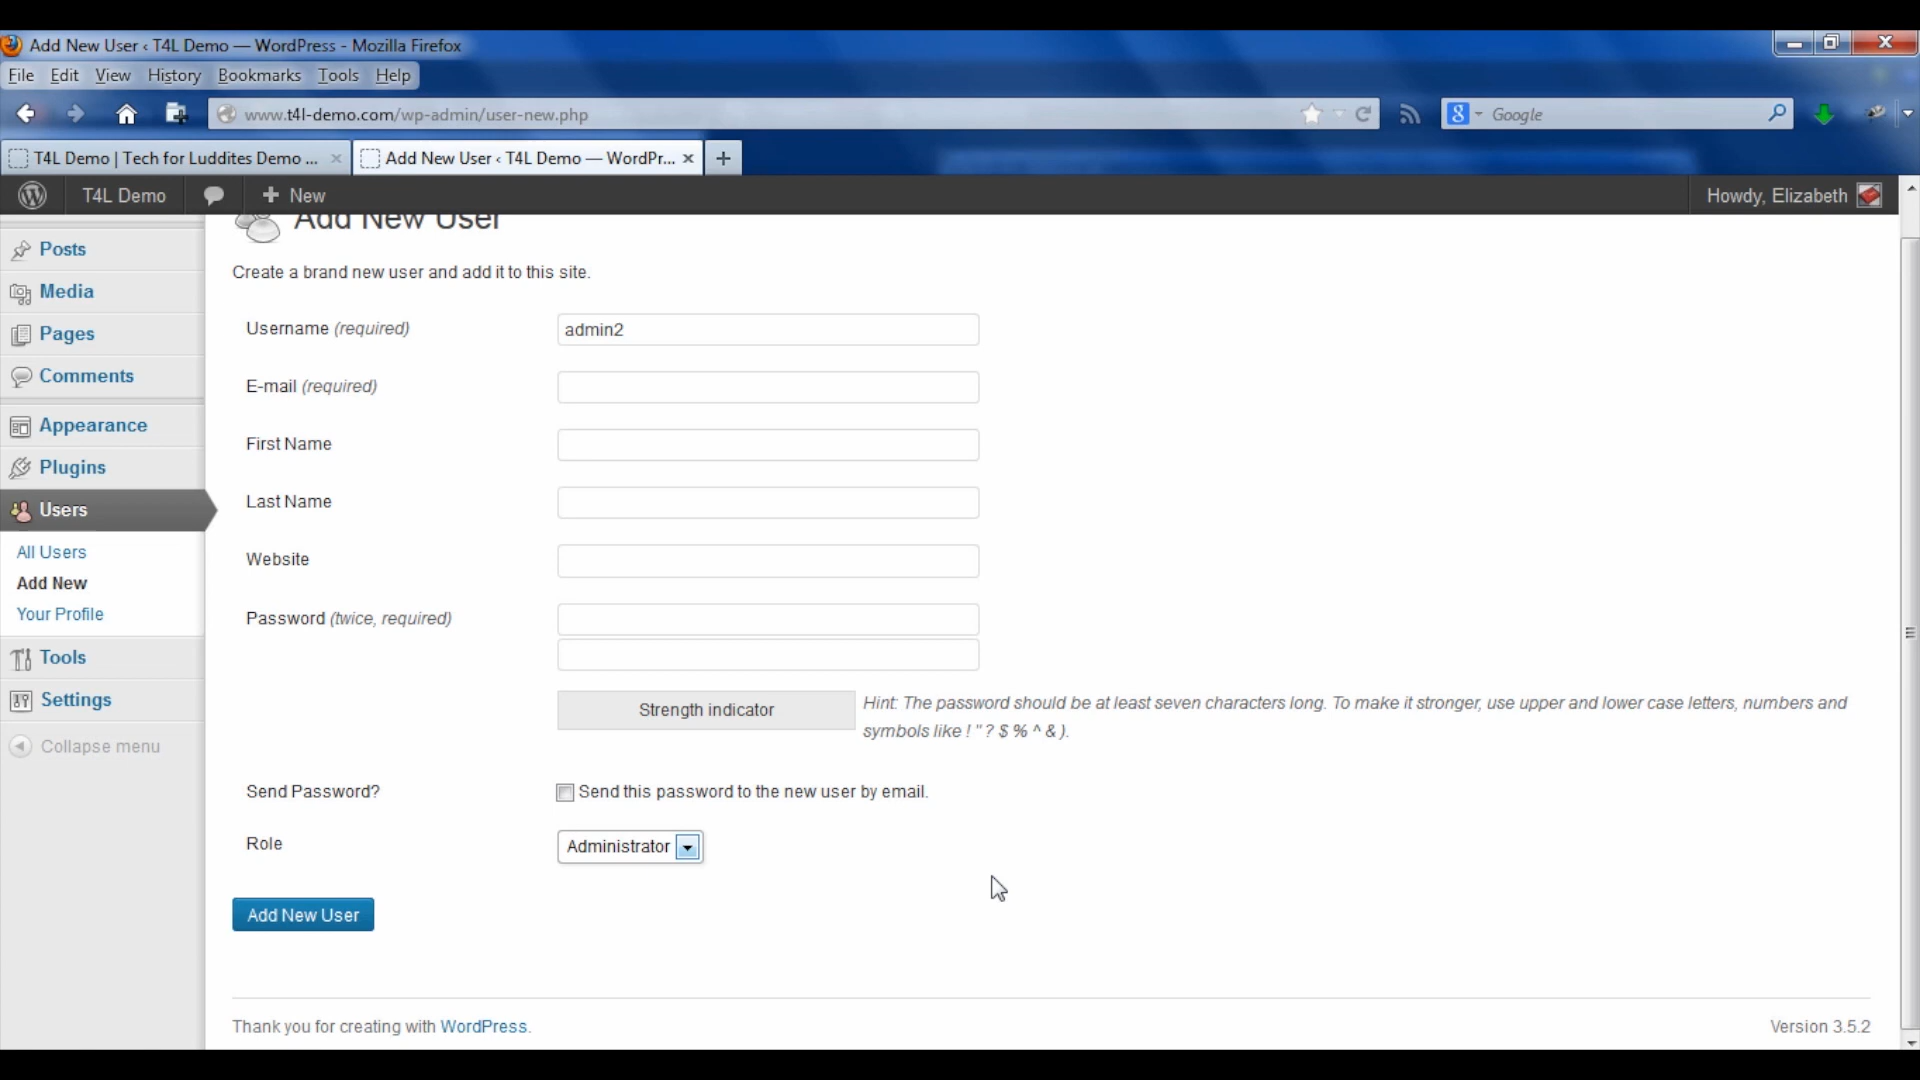 Add New User ‹ T4L Demo — WordPress - Mozilla Firefox
File Edit View History Bookmarks Tools Help
www.t4l-demo.com/wp-admin/user-new.php
Google
T4L Demo | Tech for Luddites Demo ...
Add New User ‹ T4L Demo — WordPr...
T4L Demo
New
Howdy, Elizabeth
Add New User
Posts
Media
Pages
Comments
Appearance
Plugins
Users
All Users
Add New
Your Profile
Tools
Settings
Collapse menu
Create a brand new user and add it to this site.
Username (required)
admin2
E-mail (required)
First Name
Last Name
Website
Password (twice, required)
Strength indicator
Hint: The password should be at least seven characters long. To make it stronger, use upper and lower case letters, numbers and
symbols like ! " ? $ % ^ & ).
Send Password?
Send this password to the new user by email.
Role
Administrator
Add New User
Thank you for creating with WordPress.
Version 3.5.2